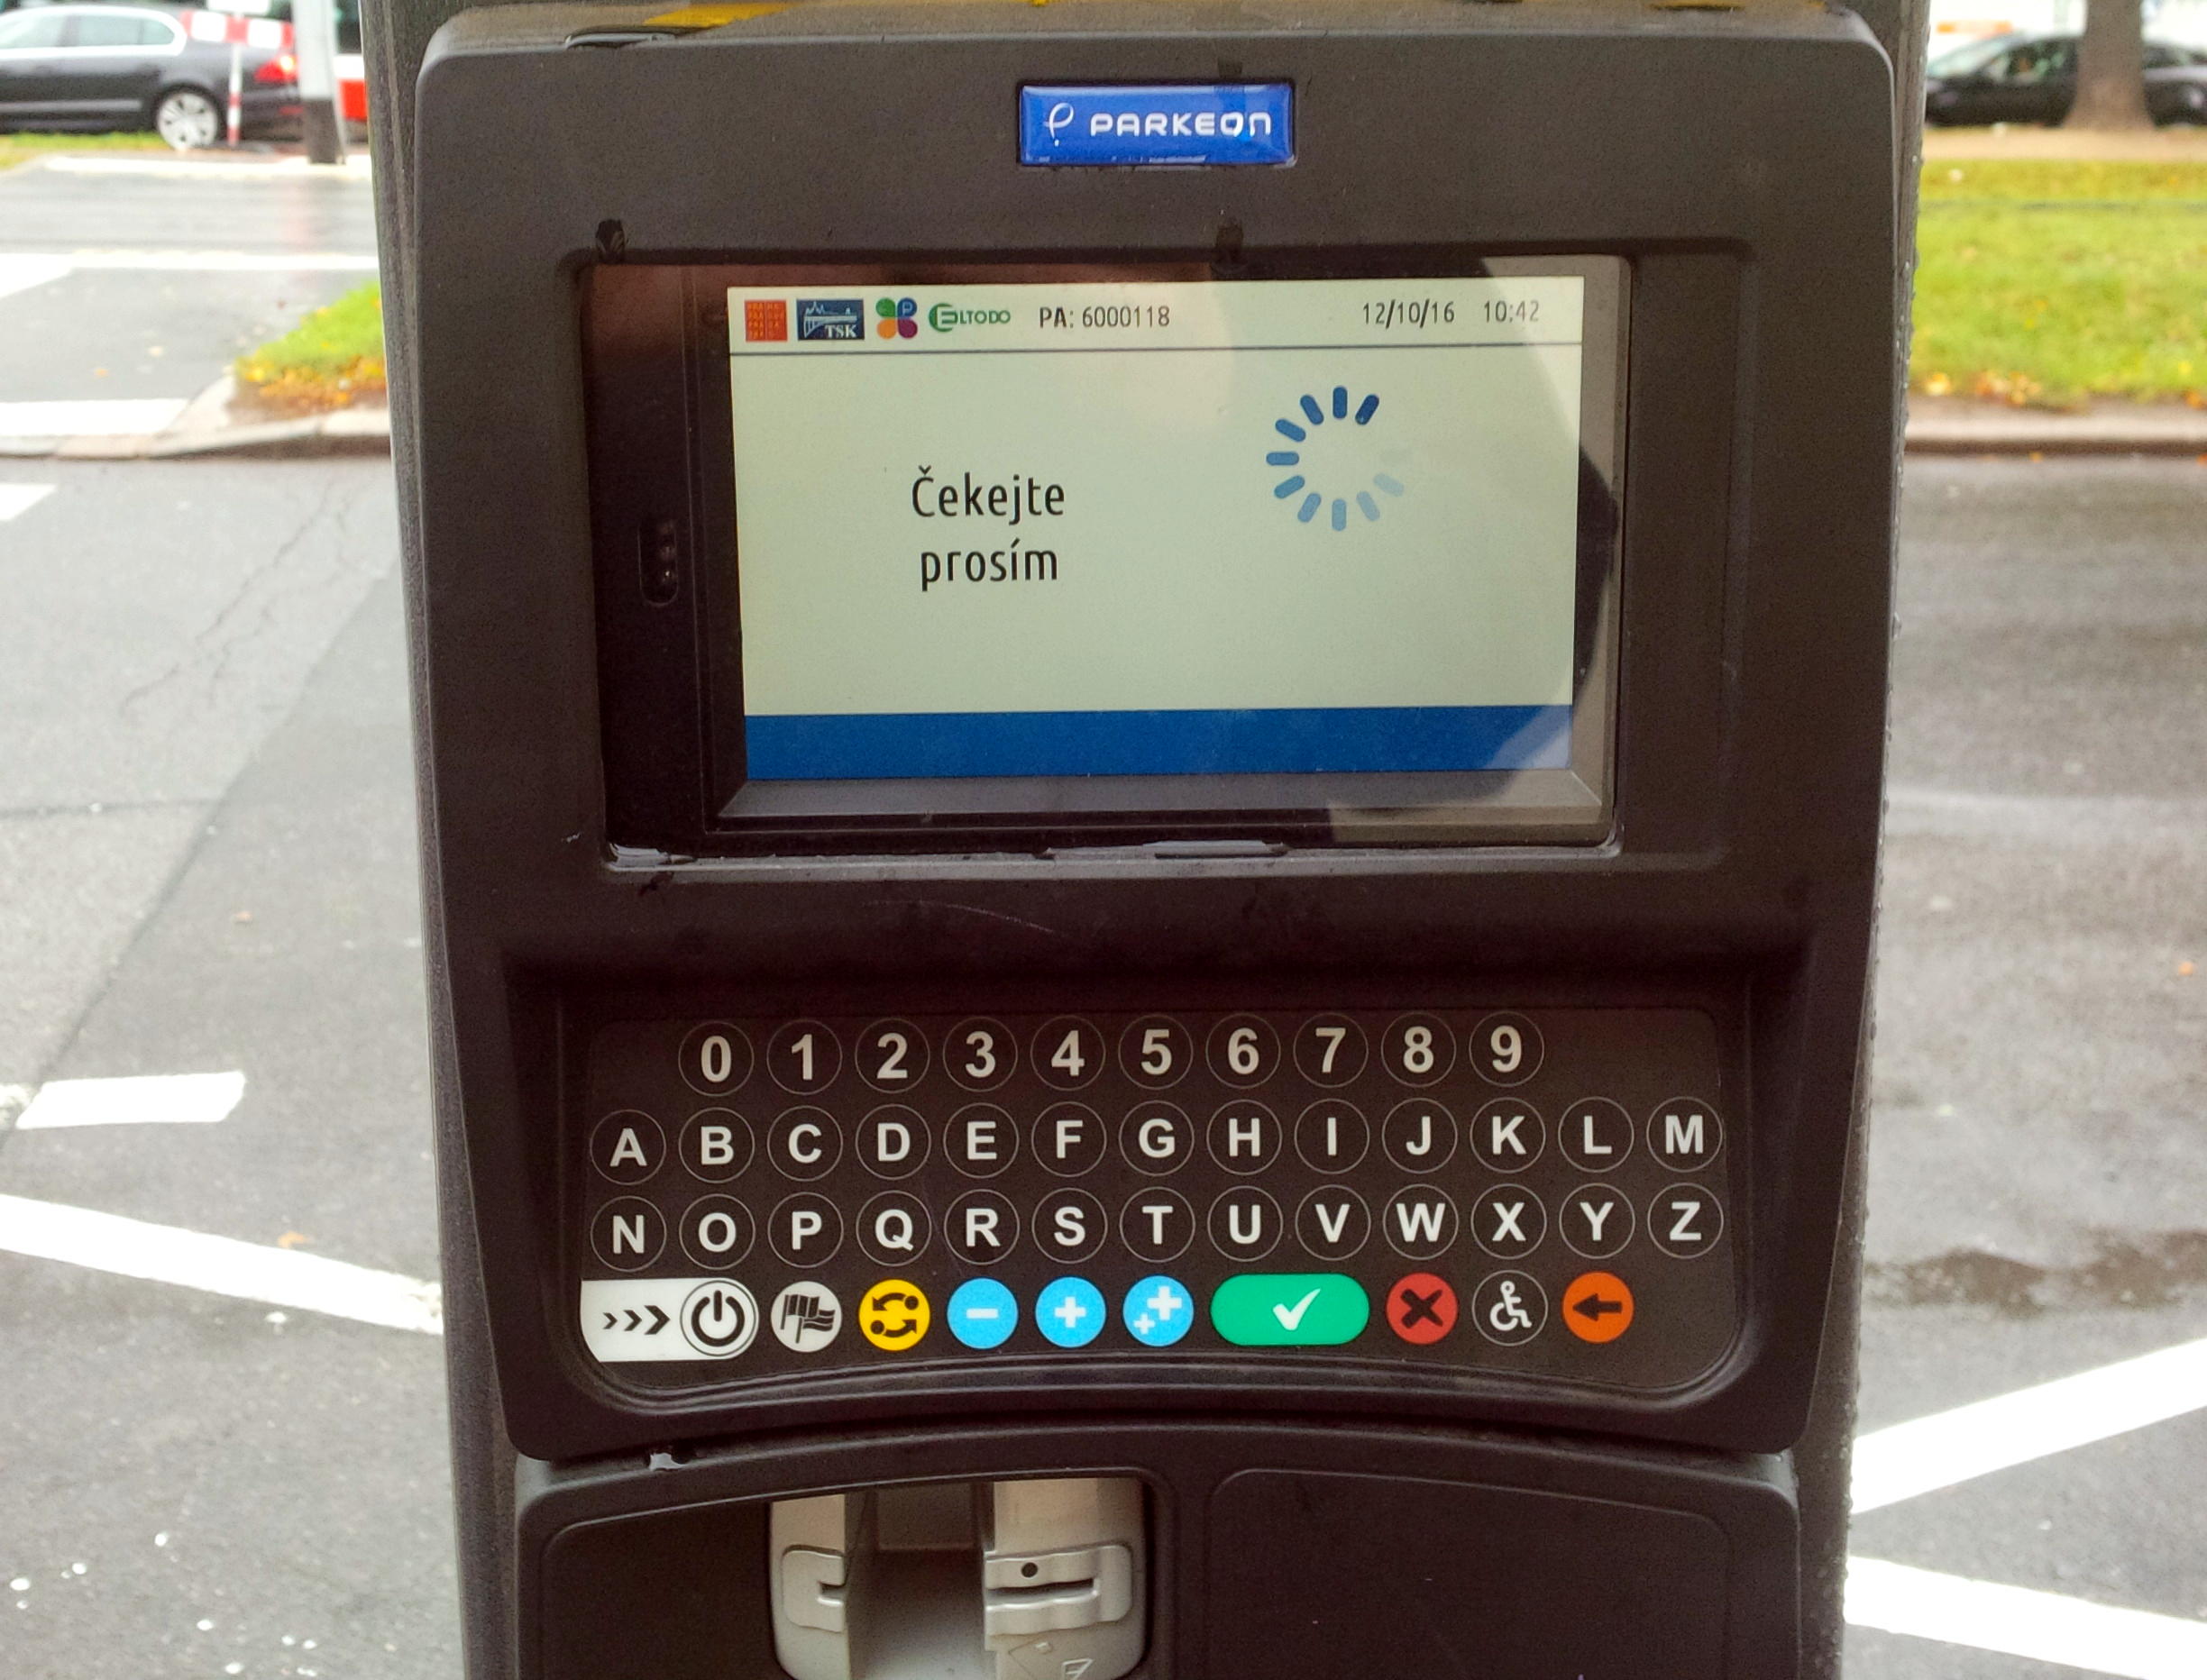 PARKEON
TSK P ELTODO PA: 6000118 12/10/16 10:42
Čekejte
prosím
0 1 2 3 4 5 6 7 8 9
A B C D E F G H I J K L M
N O P Q R S T U V W X Y Z